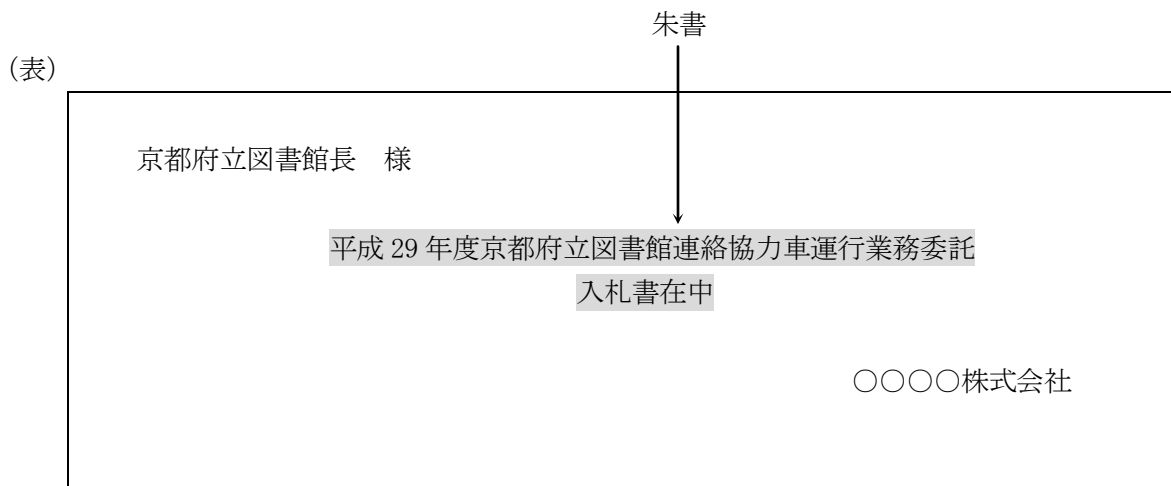 朱書
（表）
京都府立図書館長　様
平成 29 年度京都府立図書館連絡協力車運行業務委託
入札書在中
○○○○株式会社